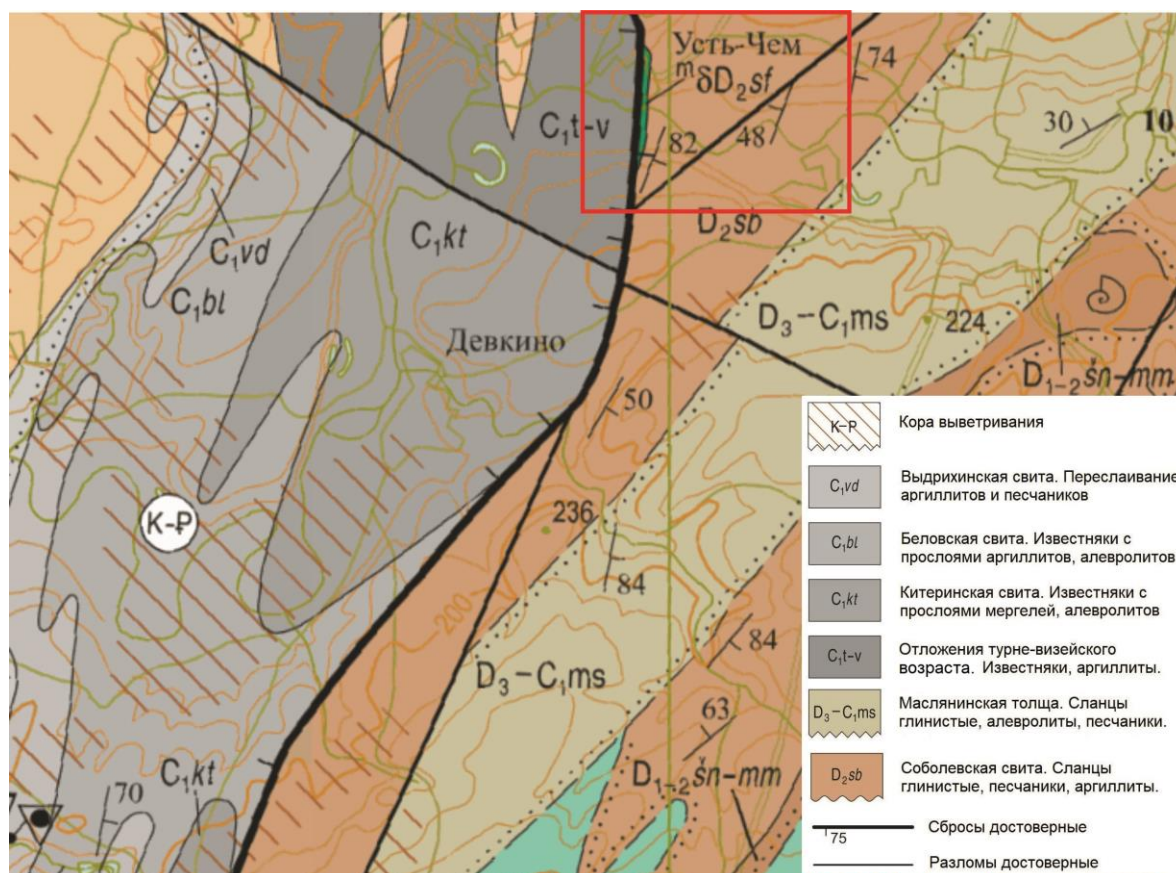 Усть-Чем
ᵐδD₂sf
74
C₁t-v
82
48
30
10
C₁vd
C₁kt
D₂sb
C₁bl
D₃–C₁ms
224
Девкино
D₁₋₂šn-mm
50
К-₽
236
84
200
84
D₃–C₁ms
63
C₁kt
D₁₋₂šn-mm
70
7
К-₽
Кора выветривания
C₁vd
Выдрихинская свита. Переслаивание
аргиллитов и песчаников
C₁bl
Беловская свита. Известняки с
прослоями аргиллитов, алевролитов
C₁kt
Китеринская свита. Известняки с
прослоями мергелей, алевролитов
C₁t-v
Отложения турне-визейского
возраста. Известняки, аргиллиты.
D₃–C₁ms
Маслянинская толща. Сланцы
глинистые, алевролиты, песчаники.
D₂sb
Соболевская свита. Сланцы
глинистые, песчаники, аргиллиты.
75
Сбросы достоверные
Разломы достоверные